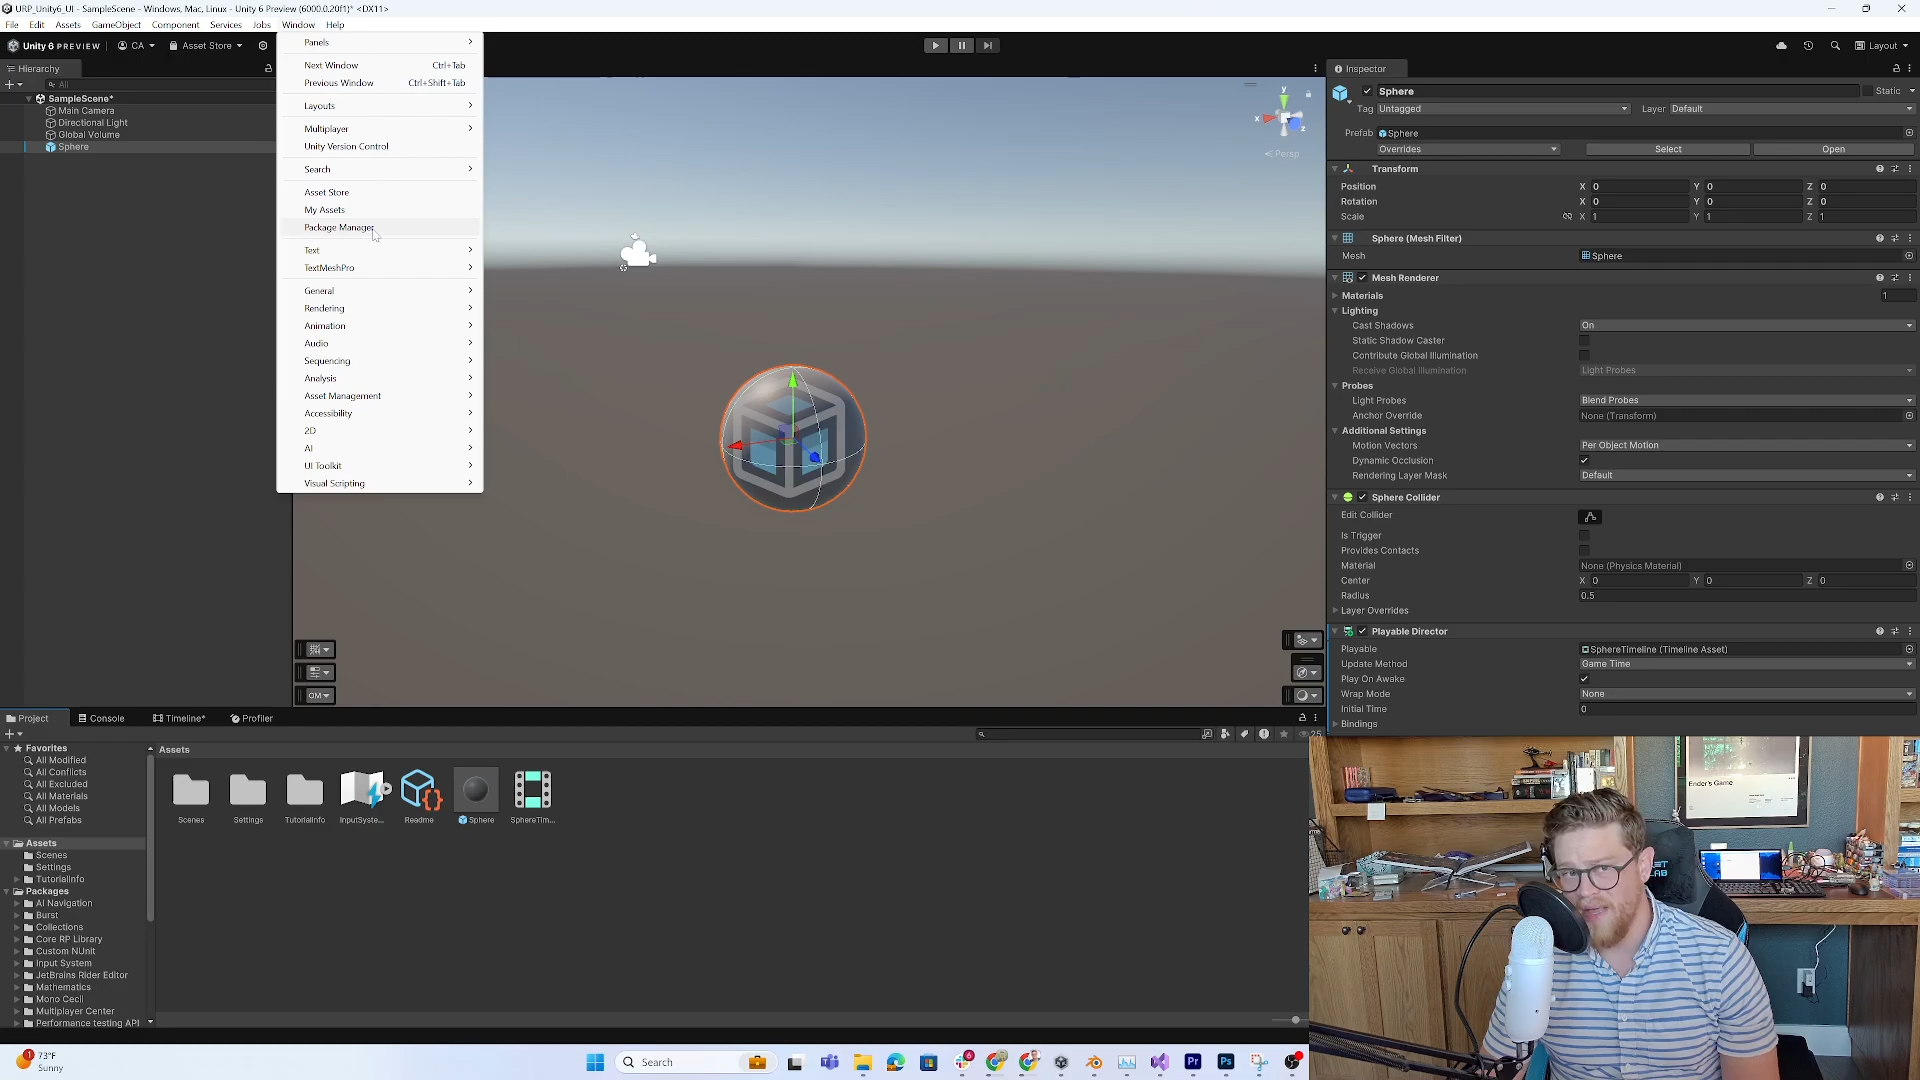 URP_Unity6_UI - SampleScene - Windows, Mac, Linux - Unity 6 Preview (6000.0.20f1)* <DX11>
File Edit Assets GameObject Component Services Jobs Window Help
Unity 6 PREVIEW CA Asset Store Layout
Hierarchy
All
SampleScene*
Main Camera
Directional Light
Global Volume
Sphere
Panels
Next Window Ctrl+Tab
Previous Window Ctrl+Shift+Tab
Layouts
Multiplayer
Unity Version Control
Search
Asset Store
My Assets
Package Manager
Text
TextMeshPro
General
Rendering
Animation
Audio
Sequencing
Analysis
Asset Management
Accessibility
2D
AI
UI Toolkit
Visual Scripting
y
x
z
Persp
QM
Inspector
Sphere Static
Tag Untagged Layer Default
Prefab Sphere
Overrides Select Open
Transform
Position X 0 Y 0 Z 0
Rotation X 0 Y 0 Z 0
Scale X 1 Y 1 Z 1
Sphere (Mesh Filter)
Mesh Sphere
Mesh Renderer
Materials 1
Lighting
Cast Shadows On
Static Shadow Caster
Contribute Global Illumination
Receive Global Illumination Light Probes
Probes
Light Probes Blend Probes
Anchor Override None (Transform)
Additional Settings
Motion Vectors Per Object Motion
Dynamic Occlusion
Rendering Layer Mask Default
Sphere Collider
Edit Collider
Is Trigger
Provides Contacts
Material None (Physics Material)
Center X 0 Y 0 Z 0
Radius 0.5
Layer Overrides
Playable Director
Playable SphereTimeline (Timeline Asset)
Update Method Game Time
Play On Awake
Wrap Mode None
Initial Time 0
Bindings
Project Console Timeline* Profiler
25
Favorites
All Modified
All Conflicts
All Excluded
All Materials
All Models
All Prefabs
Assets
Scenes
Settings
TutorialInfo
Packages
AI Navigation
Burst
Collections
Core RP Library
Custom NUnit
Input System
JetBrains Rider Editor
Mathematics
Mono Cecil
Multiplayer Center
Performance testing API
Assets
Scenes Settings TutorialInfo InputSyste... Readme Sphere SphereTim...
Ender's Game
1
73°F
Sunny
Search
6
Pr
Ps